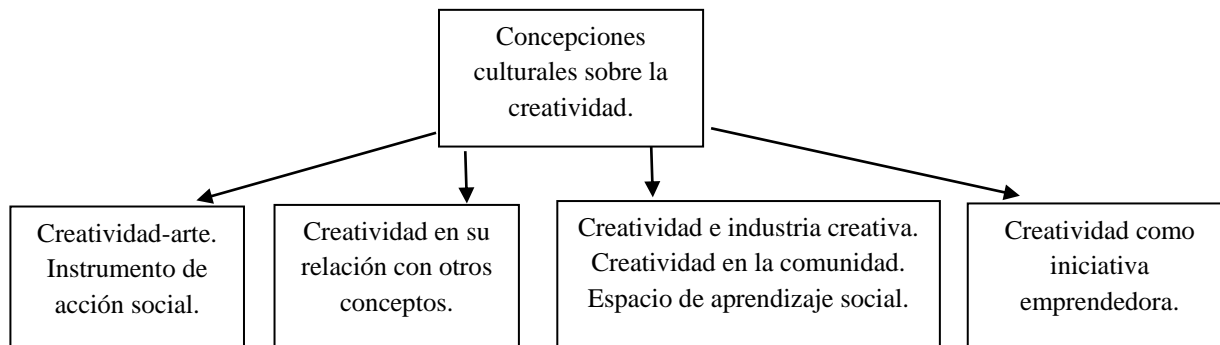 Concepciones
culturales sobre la
creatividad.
Creatividad-arte.
Instrumento de
acción social.
Creatividad en su
relación con otros
conceptos.
Creatividad e industria creativa.
Creatividad en la comunidad.
Espacio de aprendizaje social.
Creatividad como
iniciativa
emprendedora.